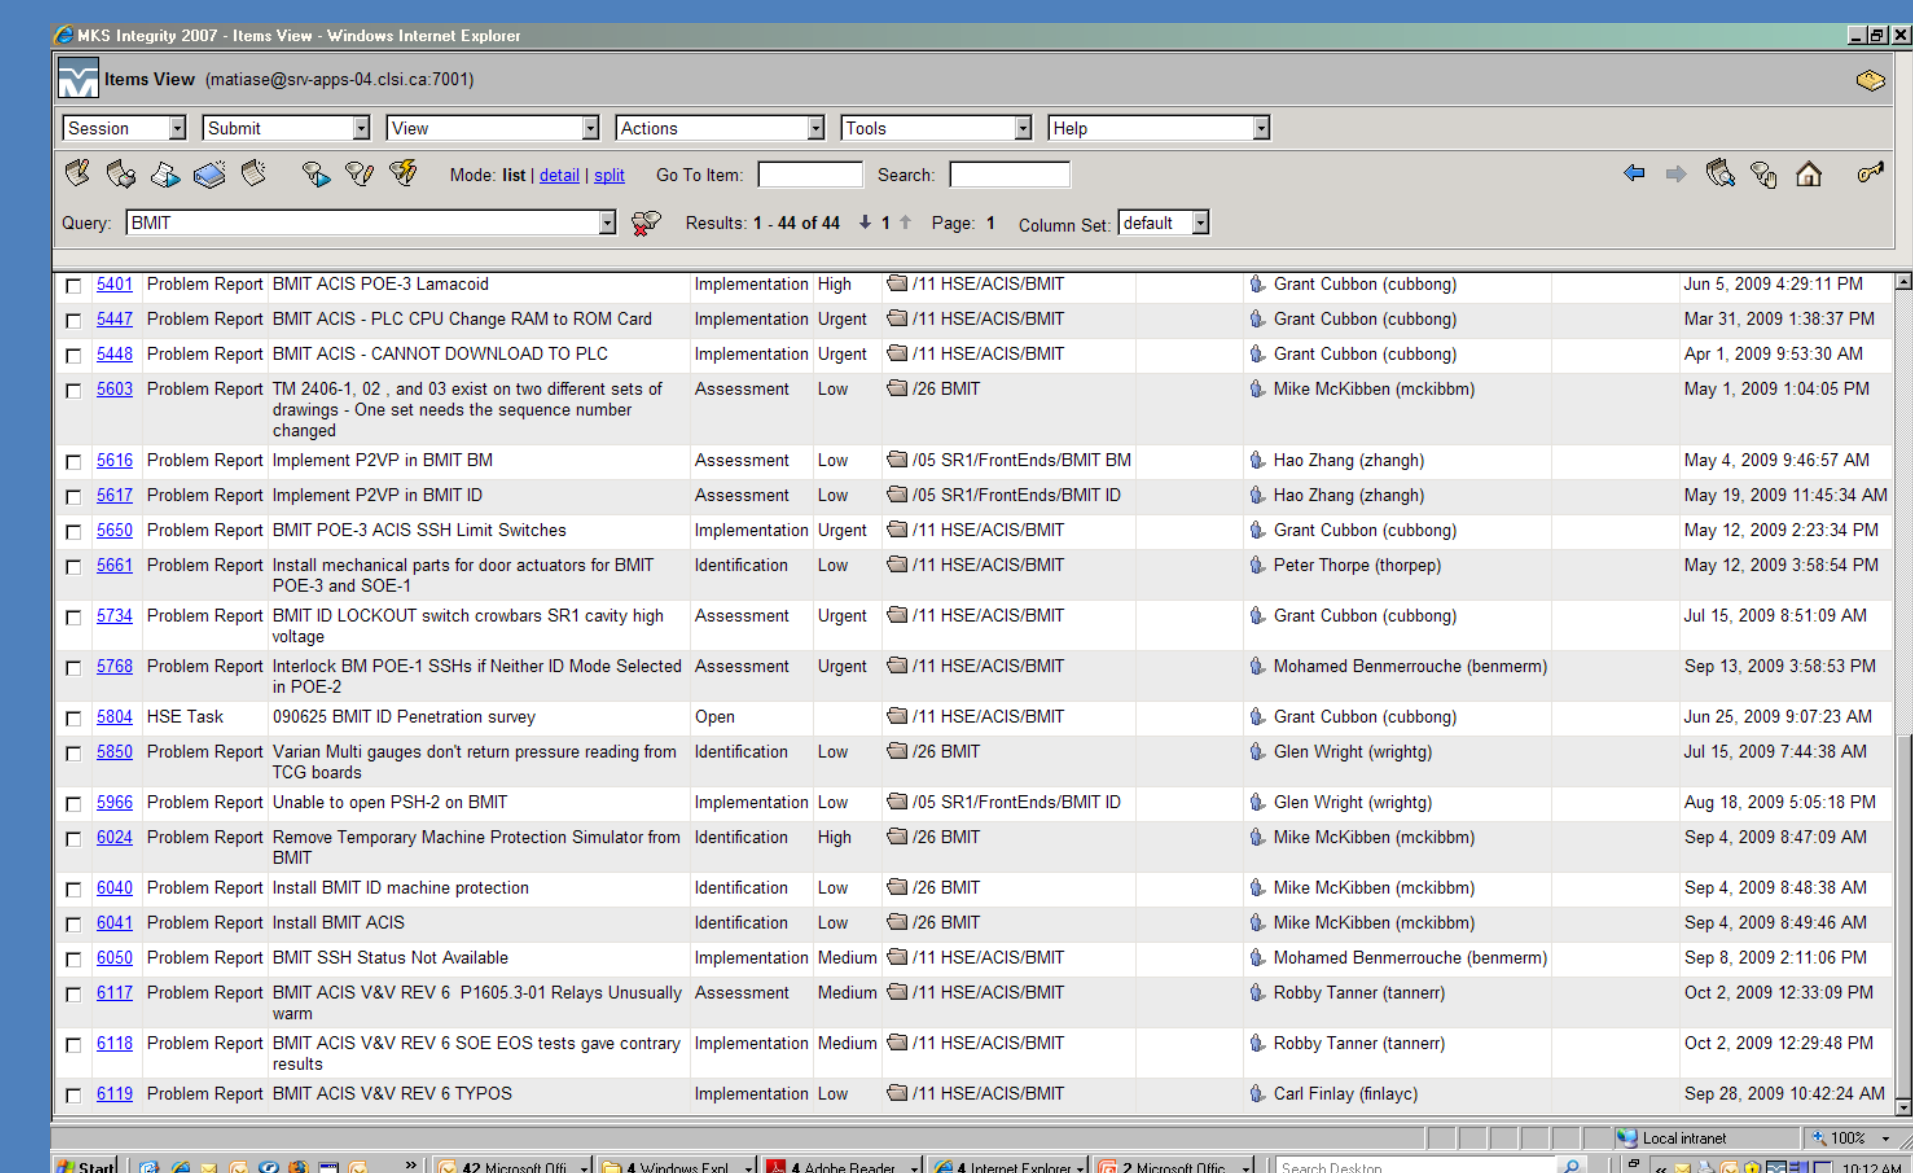 MKS Integrity 2007 - Items View - Windows Internet Explorer
Items View (matiase@srv-apps-04.clsi.ca:7001)
Session Submit View Actions Tools Help
Mode: list | detail | split Go To Item: Search:
Query: BMIT Results: 1 - 44 of 44 1 Page: 1 Column Set: default
5401 Problem Report BMIT ACIS POE-3 Lamacoid Implementation High /11 HSE/ACIS/BMIT Grant Cubbon (cubbong) Jun 5, 2009 4:29:11 PM
5447 Problem Report BMIT ACIS - PLC CPU Change RAM to ROM Card Implementation Urgent /11 HSE/ACIS/BMIT Grant Cubbon (cubbong) Mar 31, 2009 1:38:37 PM
5448 Problem Report BMIT ACIS - CANNOT DOWNLOAD TO PLC Implementation Urgent /11 HSE/ACIS/BMIT Grant Cubbon (cubbong) Apr 1, 2009 9:53:30 AM
5603 Problem Report TM 2406-1, 02 , and 03 exist on two different sets of Assessment Low /26 BMIT Mike McKibben (mckibbm) May 1, 2009 1:04:05 PM
drawings - One set needs the sequence number
changed
5616 Problem Report Implement P2VP in BMIT BM Assessment Low /05 SR1/FrontEnds/BMIT BM Hao Zhang (zhangh) May 4, 2009 9:46:57 AM
5617 Problem Report Implement P2VP in BMIT ID Assessment Low /05 SR1/FrontEnds/BMIT ID Hao Zhang (zhangh) May 19, 2009 11:45:34 AM
5650 Problem Report BMIT POE-3 ACIS SSH Limit Switches Implementation Urgent /11 HSE/ACIS/BMIT Grant Cubbon (cubbong) May 12, 2009 2:23:34 PM
5661 Problem Report Install mechanical parts for door actuators for BMIT Identification Low /11 HSE/ACIS/BMIT Peter Thorpe (thorpep) May 12, 2009 3:58:54 PM
POE-3 and SOE-1
5734 Problem Report BMIT ID LOCKOUT switch crowbars SR1 cavity high Assessment Urgent /11 HSE/ACIS/BMIT Grant Cubbon (cubbong) Jul 15, 2009 8:51:09 AM
voltage
5768 Problem Report Interlock BM POE-1 SSHs if Neither ID Mode Selected Assessment Urgent /11 HSE/ACIS/BMIT Mohamed Benmerrouche (benmerm) Sep 13, 2009 3:58:53 PM
in POE-2
5804 HSE Task 090625 BMIT ID Penetration survey Open /11 HSE/ACIS/BMIT Grant Cubbon (cubbong) Jun 25, 2009 9:07:23 AM
5850 Problem Report Varian Multi gauges don't return pressure reading from Identification Low /26 BMIT Glen Wright (wrightg) Jul 15, 2009 7:44:38 AM
TCG boards
5966 Problem Report Unable to open PSH-2 on BMIT Implementation Low /05 SR1/FrontEnds/BMIT ID Glen Wright (wrightg) Aug 18, 2009 5:05:18 PM
6024 Problem Report Remove Temporary Machine Protection Simulator from Identification High /26 BMIT Mike McKibben (mckibbm) Sep 4, 2009 8:47:09 AM
BMIT
6040 Problem Report Install BMIT ID machine protection Identification Low /26 BMIT Mike McKibben (mckibbm) Sep 4, 2009 8:48:38 AM
6041 Problem Report Install BMIT ACIS Identification Low /26 BMIT Mike McKibben (mckibbm) Sep 4, 2009 8:49:46 AM
6050 Problem Report BMIT SSH Status Not Available Implementation Medium /11 HSE/ACIS/BMIT Mohamed Benmerrouche (benmerm) Sep 8, 2009 2:11:06 PM
6117 Problem Report BMIT ACIS V&V REV 6 P1605.3-01 Relays Unusually Assessment Medium /11 HSE/ACIS/BMIT Robby Tanner (tannerr) Oct 2, 2009 12:33:09 PM
warm
6118 Problem Report BMIT ACIS V&V REV 6 SOE EOS tests gave contrary Implementation Medium /11 HSE/ACIS/BMIT Robby Tanner (tannerr) Oct 2, 2009 12:29:48 PM
results
6119 Problem Report BMIT ACIS V&V REV 6 TYPOS Implementation Low /11 HSE/ACIS/BMIT Carl Finlay (finlayc) Sep 28, 2009 10:42:24 AM
Local intranet 100%
Start » 42 Microsoft Offi... 4 Windows Expl... 4 Adobe Reader 4 Internet Explorer 2 Microsoft Offic... Search Desktop « 10:12 AM